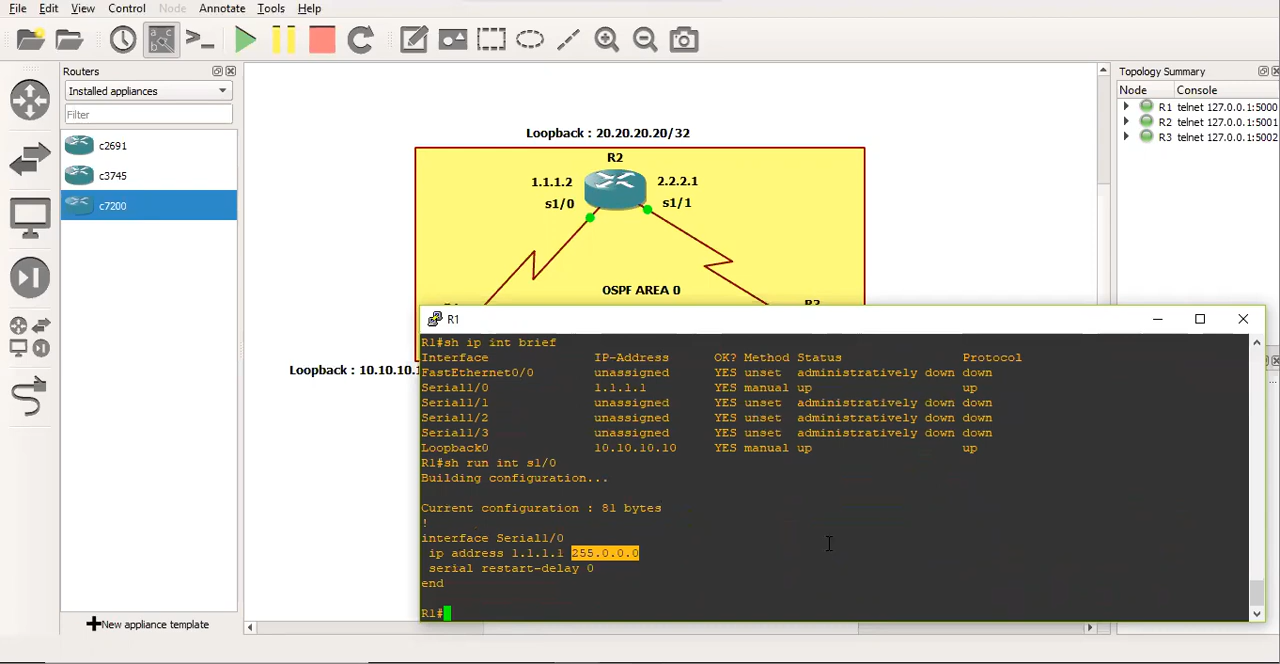 File Edit View Control Node Annotate Tools Help
Routers
Installed appliances
Filter
c2691
c3745
c7200
New appliance template
Loopback : 20.20.20.20/32
R2
1.1.1.2 2.2.2.1
s1/0 s1/1
OSPF AREA 0
Loopback : 10.10.10.1
Topology Summary
Node Console
R1 telnet 127.0.0.1:5000
R2 telnet 127.0.0.1:5001
R3 telnet 127.0.0.1:5002
R1
R1#sh ip int brief
Interface IP-Address OK? Method Status Protocol
FastEthernet0/0 unassigned YES unset administratively down down
Serial1/0 1.1.1.1 YES manual up up
Serial1/1 unassigned YES unset administratively down down
Serial1/2 unassigned YES unset administratively down down
Serial1/3 unassigned YES unset administratively down down
Loopback0 10.10.10.10 YES manual up up
R1#sh run int s1/0
Building configuration...
Current configuration : 81 bytes
!
interface Serial1/0
ip address 1.1.1.1 255.0.0.0
serial restart-delay 0
end
R1#